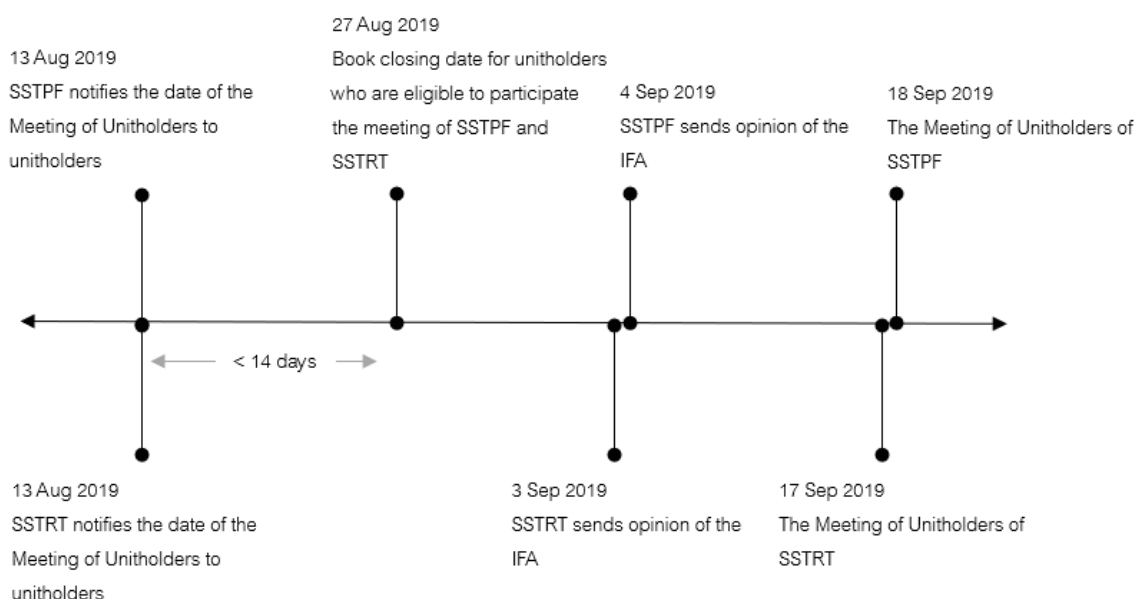 13 Aug 2019
SSTPF notifies the date of the
Meeting of Unitholders to
unitholders
27 Aug 2019
Book closing date for unitholders
who are eligible to participate
the meeting of SSTPF and
SSTRT
4 Sep 2019
SSTPF sends opinion of the
IFA
18 Sep 2019
The Meeting of Unitholders of
SSTPF
< 14 days
13 Aug 2019
SSTRT notifies the date of the
Meeting of Unitholders to
unitholders
3 Sep 2019
SSTRT sends opinion of the
IFA
17 Sep 2019
The Meeting of Unitholders of
SSTRT